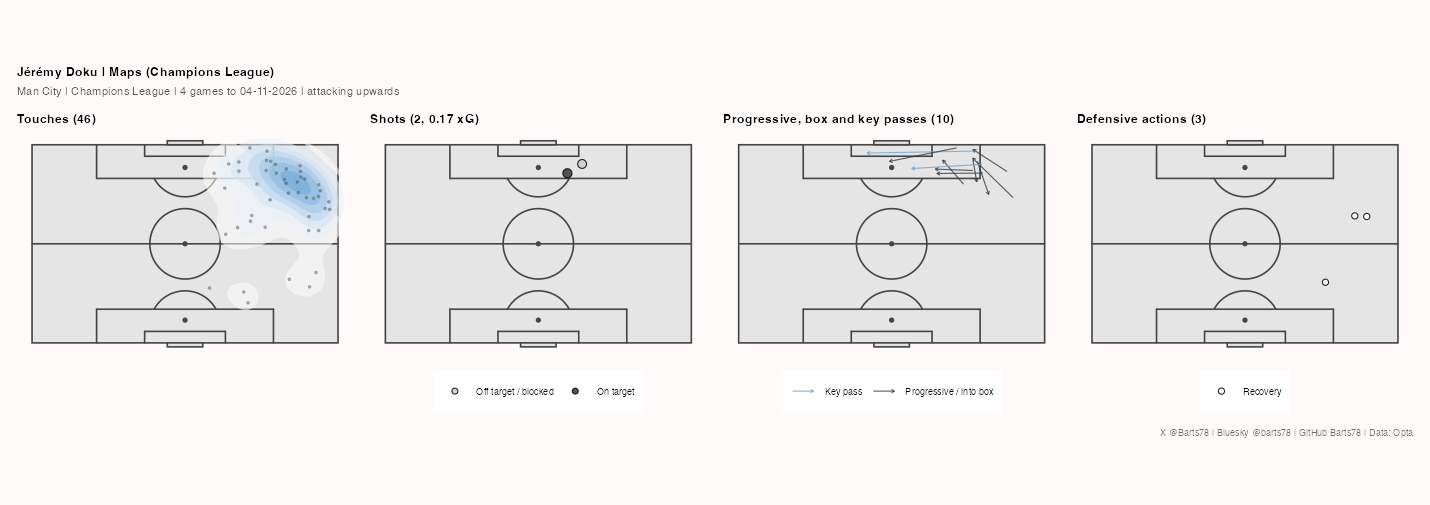 Jérémy Doku | Maps (Champions League)
Man City | Champions League | 4 games to 04-11-2026 | attacking upwards
Touches (46)
Shots (2, 0.17 xG)
Progressive, box and key passes (10)
Defensive actions (3)
Off target / blocked
On target
Key pass
Progressive / into box
Recovery
X @Barts78 | Bluesky @barts78 | GitHub Barts78 | Data: Opta